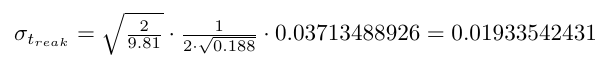 $\sigma_{t_{reak}} = \sqrt{\frac{2}{9.81}} \cdot \frac{1}{2 \cdot \sqrt{0.188}} \cdot 0.03713488926 = 0.01933542431$